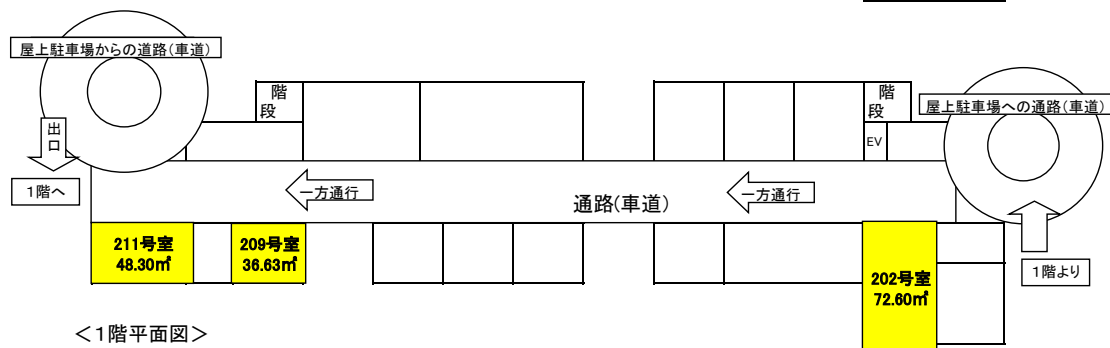 屋上駐車場からの道路(車道)
階
段
階
段
屋上駐車場への通路(車道)
出
口
EV
1階へ
一方通行
通路(車道)
一方通行
211号室
48.30㎡
209号室
36.63㎡
202号室
72.60㎡
1階より
＜1階平面図＞